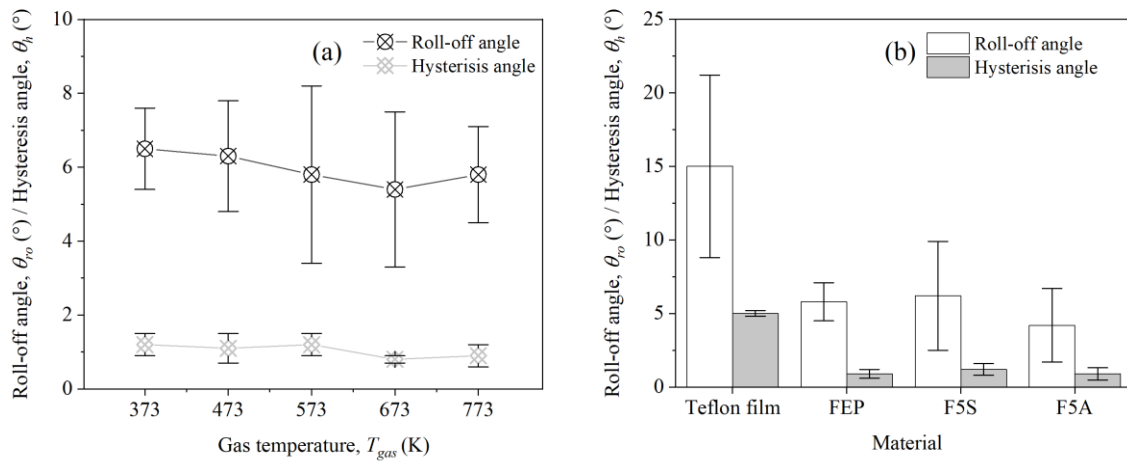 Roll-off angle, θro (°) / Hysteresis angle, θh (°)
10
8
6
4
2
0
(a)
Roll-off angle
Hysterisis angle
373 473 573 673 773
Gas temperature, Tgas (K)
Roll-off angle, θro (°) / Hysteresis angle, θh (°)
25
20
15
10
5
0
(b)
Roll-off angle
Hysterisis angle
Teflon film FEP F5S F5A
Material